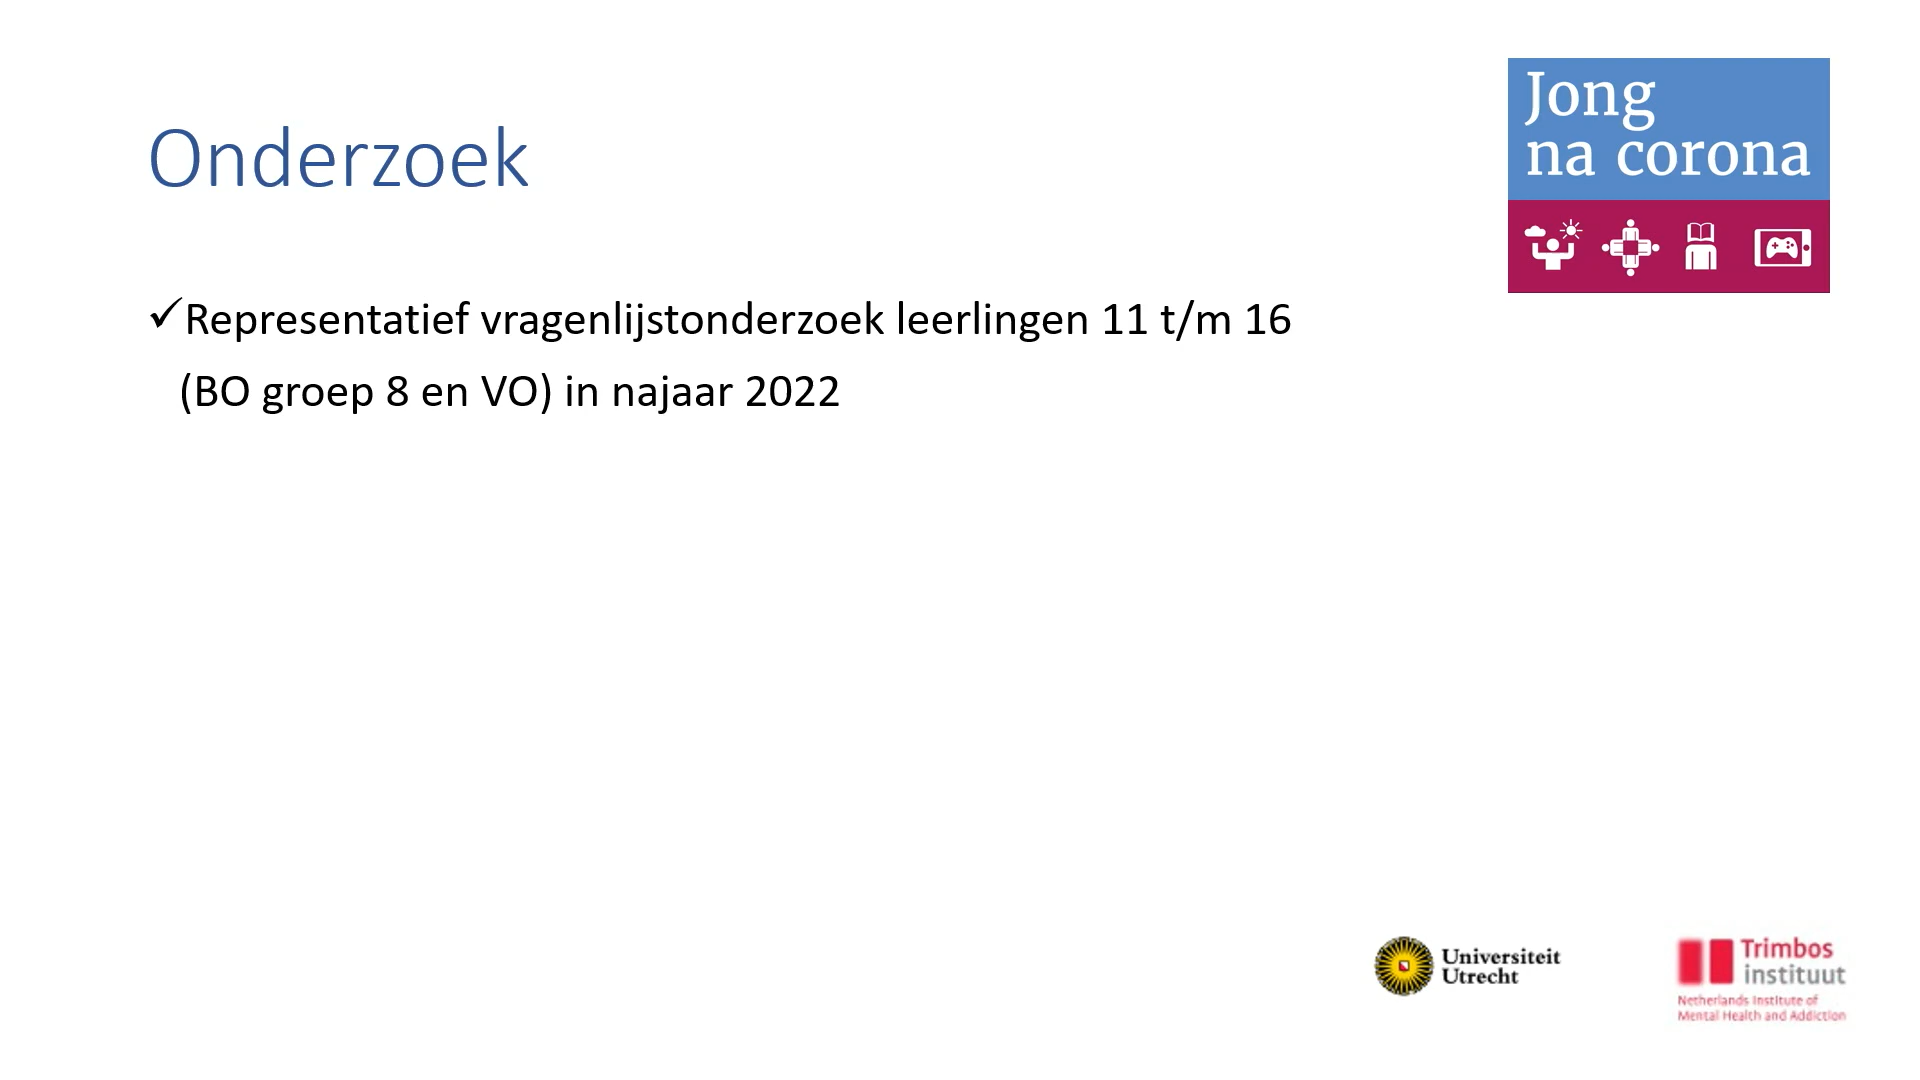 Jong
na corona
Onderzoek
✓Representatief vragenlijstonderzoek leerlingen 11 t/m 16
(BO groep 8 en VO) in najaar 2022
Universiteit
Utrecht
Trimbos
instituut
Netherlands Institute of
Mental Health and Addiction